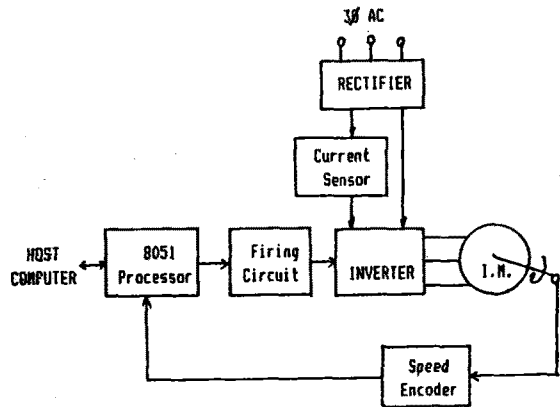 3Ø AC
RECTIFIER
Current
Sensor
HOST
COMPUTER
8051
Processor
Firing
Circuit
INVERTER
I.M.
Speed
Encoder